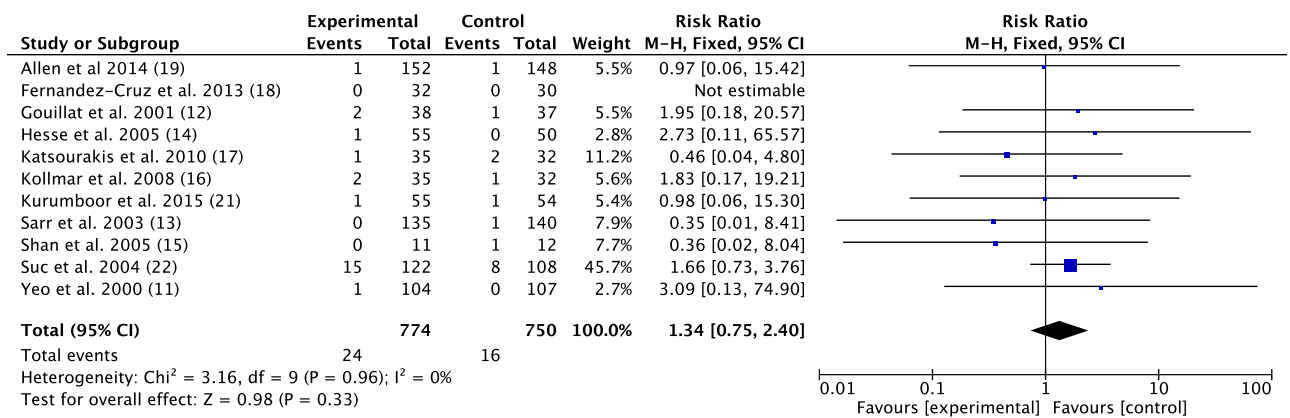 Experimental Control Risk Ratio Risk Ratio
Study or Subgroup Events Total Events Total Weight M-H, Fixed, 95% CI M-H, Fixed, 95% CI
Allen et al 2014 (19) 1 152 1 148 5.5% 0.97 [0.06, 15.42]
Fernandez-Cruz et al. 2013 (18) 0 32 0 30 Not estimable
Gouillat et al. 2001 (12) 2 38 1 37 5.5% 1.95 [0.18, 20.57]
Hesse et al. 2005 (14) 1 55 0 50 2.8% 2.73 [0.11, 65.57]
Katsourakis et al. 2010 (17) 1 35 2 32 11.2% 0.46 [0.04, 4.80]
Kollmar et al. 2008 (16) 2 35 1 32 5.6% 1.83 [0.17, 19.21]
Kurumboor et al. 2015 (21) 1 55 1 54 5.4% 0.98 [0.06, 15.30]
Sarr et al. 2003 (13) 0 135 1 140 7.9% 0.35 [0.01, 8.41]
Shan et al. 2005 (15) 0 11 1 12 7.7% 0.36 [0.02, 8.04]
Suc et al. 2004 (22) 15 122 8 108 45.7% 1.66 [0.73, 3.76]
Yeo et al. 2000 (11) 1 104 0 107 2.7% 3.09 [0.13, 74.90]
Total (95% CI) 774 750 100.0% 1.34 [0.75, 2.40]
Total events 24 16
Heterogeneity: Chi² = 3.16, df = 9 (P = 0.96); I² = 0%
Test for overall effect: Z = 0.98 (P = 0.33)
0.01 0.1 1 10 100
Favours [experimental] Favours [control]